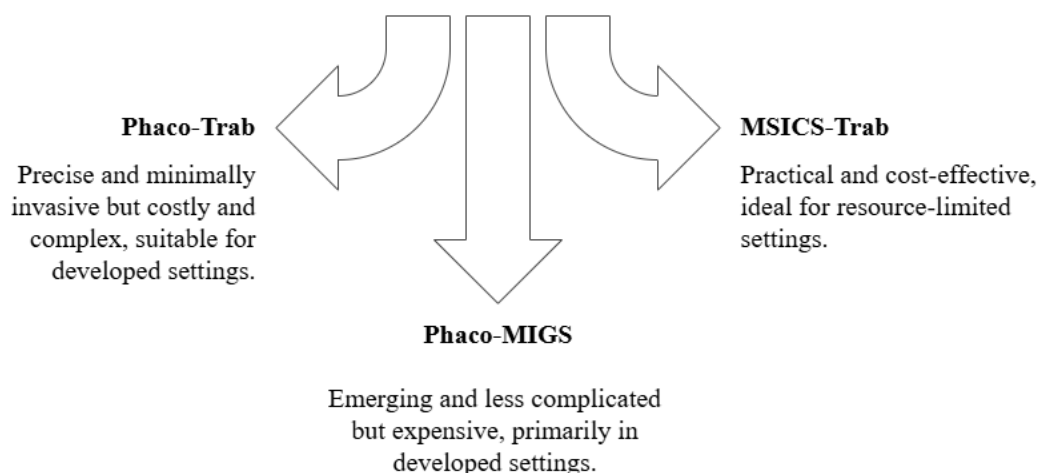 Phaco-Trab
Precise and minimally
invasive but costly and
complex, suitable for
developed settings.
MSICS-Trab
Practical and cost-effective,
ideal for resource-limited
settings.
Phaco-MIGS
Emerging and less complicated
but expensive, primarily in
developed settings.